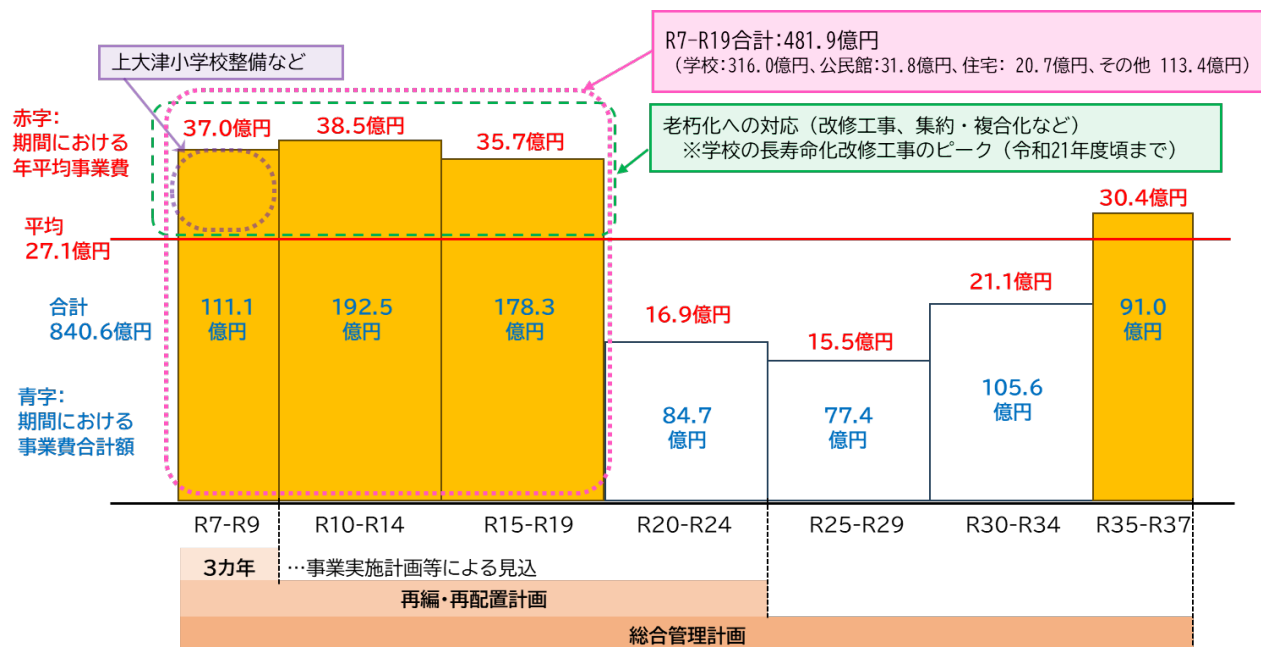 R7-R19合計:481.9億円
（学校:316.0億円、公民館:31.8億円、住宅: 20.7億円、その他 113.4億円）
上大津小学校整備など
老朽化への対応（改修工事、集約・複合化など）
※学校の長寿命化改修工事のピーク（令和21年度頃まで）
赤字:
期間における
年平均事業費
37.0億円
38.5億円
35.7億円
30.4億円
平均
27.1億円
16.9億円
15.5億円
21.1億円
合計
840.6億円
111.1
億円
192.5
億円
178.3
億円
91.0
億円
青字:
期間における
事業費合計額
84.7
億円
77.4
億円
105.6
億円
R7-R9
R10-R14
R15-R19
R20-R24
R25-R29
R30-R34
R35-R37
3カ年
…事業実施計画等による見込
再編・再配置計画
総合管理計画